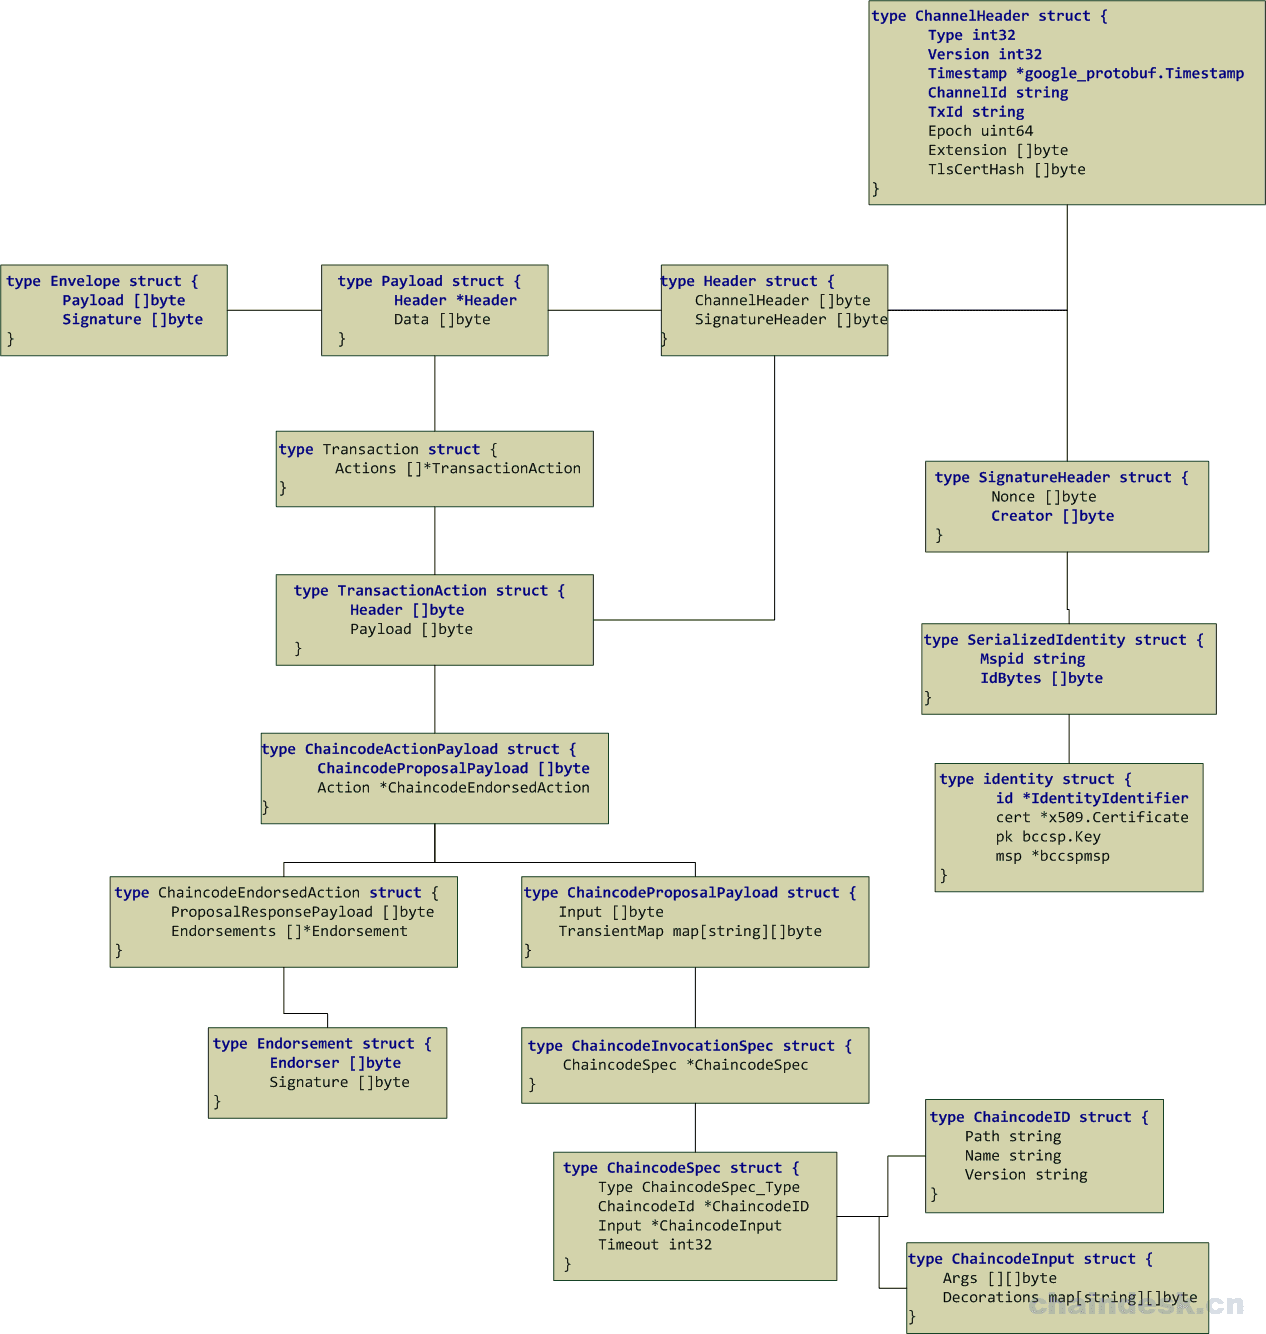 type ChannelHeader struct {
Type int32
Version int32
Timestamp *google_protobuf.Timestamp
ChannelId string
TxId string
Epoch uint64
Extension []byte
TlsCertHash []byte
}
type Envelope struct {
Payload []byte
Signature []byte
}
type Payload struct {
Header *Header
Data []byte
}
type Header struct {
ChannelHeader []byte
SignatureHeader []byte
}
type Transaction struct {
Actions []*TransactionAction
}
type SignatureHeader struct {
Nonce []byte
Creator []byte
}
type TransactionAction struct {
Header []byte
Payload []byte
}
type SerializedIdentity struct {
Mspid string
IdBytes []byte
}
type ChaincodeActionPayload struct {
ChaincodeProposalPayload []byte
Action *ChaincodeEndorsedAction
}
type identity struct {
id *IdentityIdentifier
cert *x509.Certificate
pk bccsp.Key
msp *bccspmsp
}
type ChaincodeEndorsedAction struct {
ProposalResponsePayload []byte
Endorsements []*Endorsement
}
type ChaincodeProposalPayload struct {
Input []byte
TransientMap map[string][]byte
}
type Endorsement struct {
Endorser []byte
Signature []byte
}
type ChaincodeInvocationSpec struct {
ChaincodeSpec *ChaincodeSpec
}
type ChaincodeSpec struct {
Type ChaincodeSpec_Type
ChaincodeId *ChaincodeID
Input *ChaincodeInput
Timeout int32
}
type ChaincodeID struct {
Path string
Name string
Version string
}
type ChaincodeInput struct {
Args [][]byte
Decorations map[string][]byte
}
chaindesk.cn